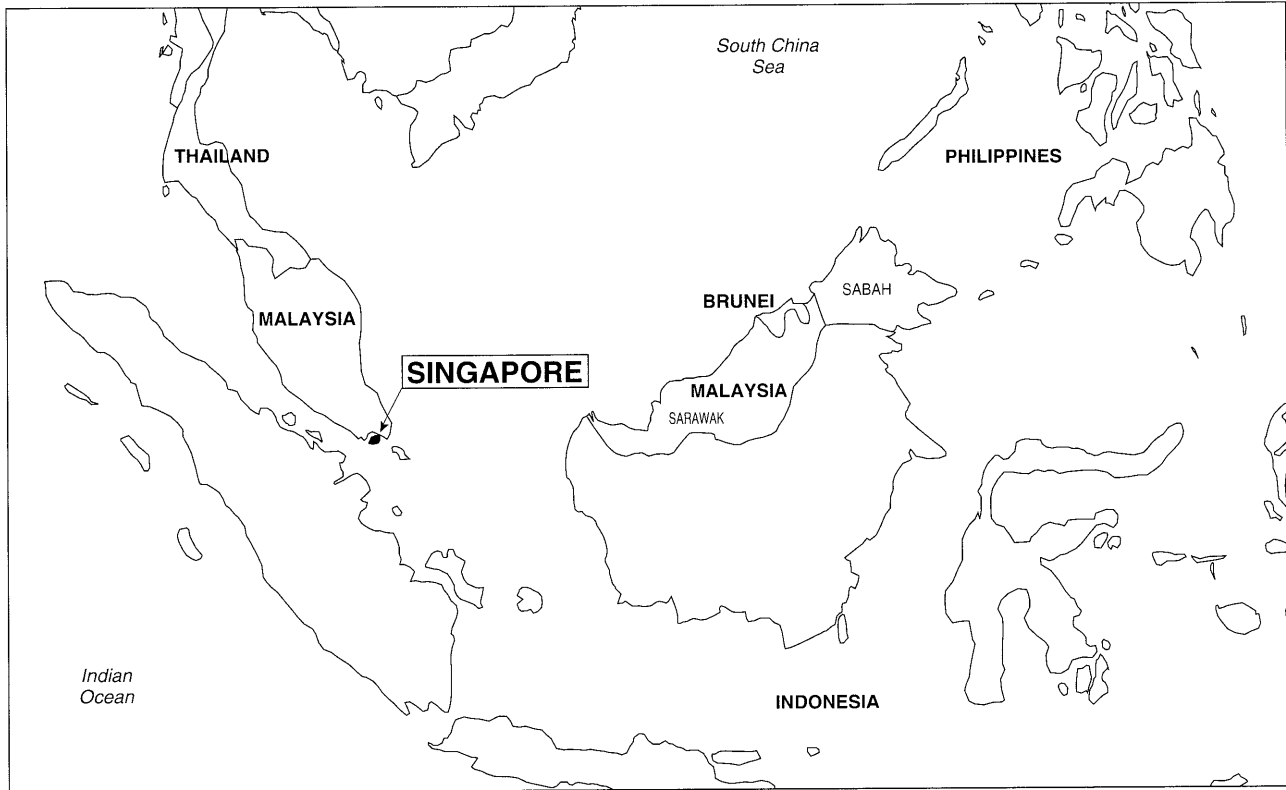 South China
Sea
THAILAND
PHILIPPINES
SABAH
BRUNEI
MALAYSIA
SINGAPORE
MALAYSIA
SARAWAK
Indian
Ocean
INDONESIA